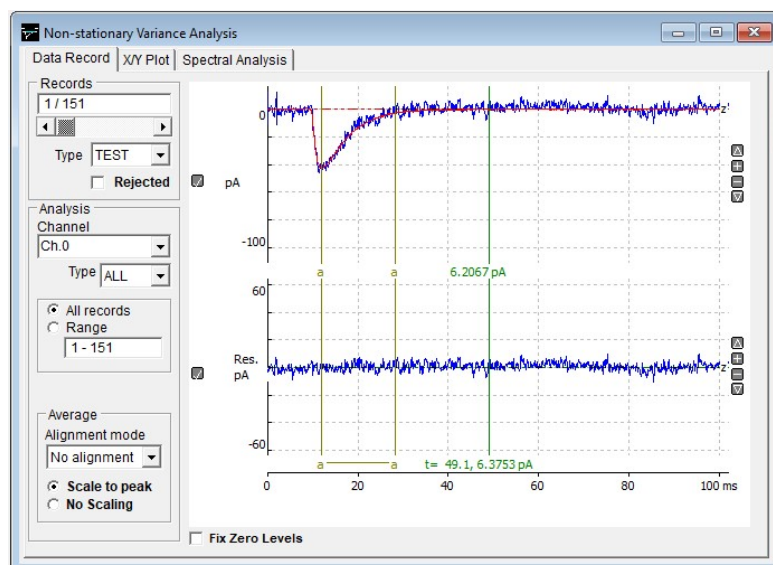 Non-stationary Variance Analysis
Data Record X/Y Plot Spectral Analysis
Records
1 / 151
Type TEST
Rejected
Analysis
Channel
Ch.0
Type ALL
All records
Range
1 - 151
Average
Alignment mode
No alignment
Scale to peak
No Scaling
0
pA
-100
z
a a 6.2067 pA
60
Res.
pA
z
-60
a a t= 49.1, 6.3753 pA
0 20 40 60 80 100 ms
Fix Zero Levels